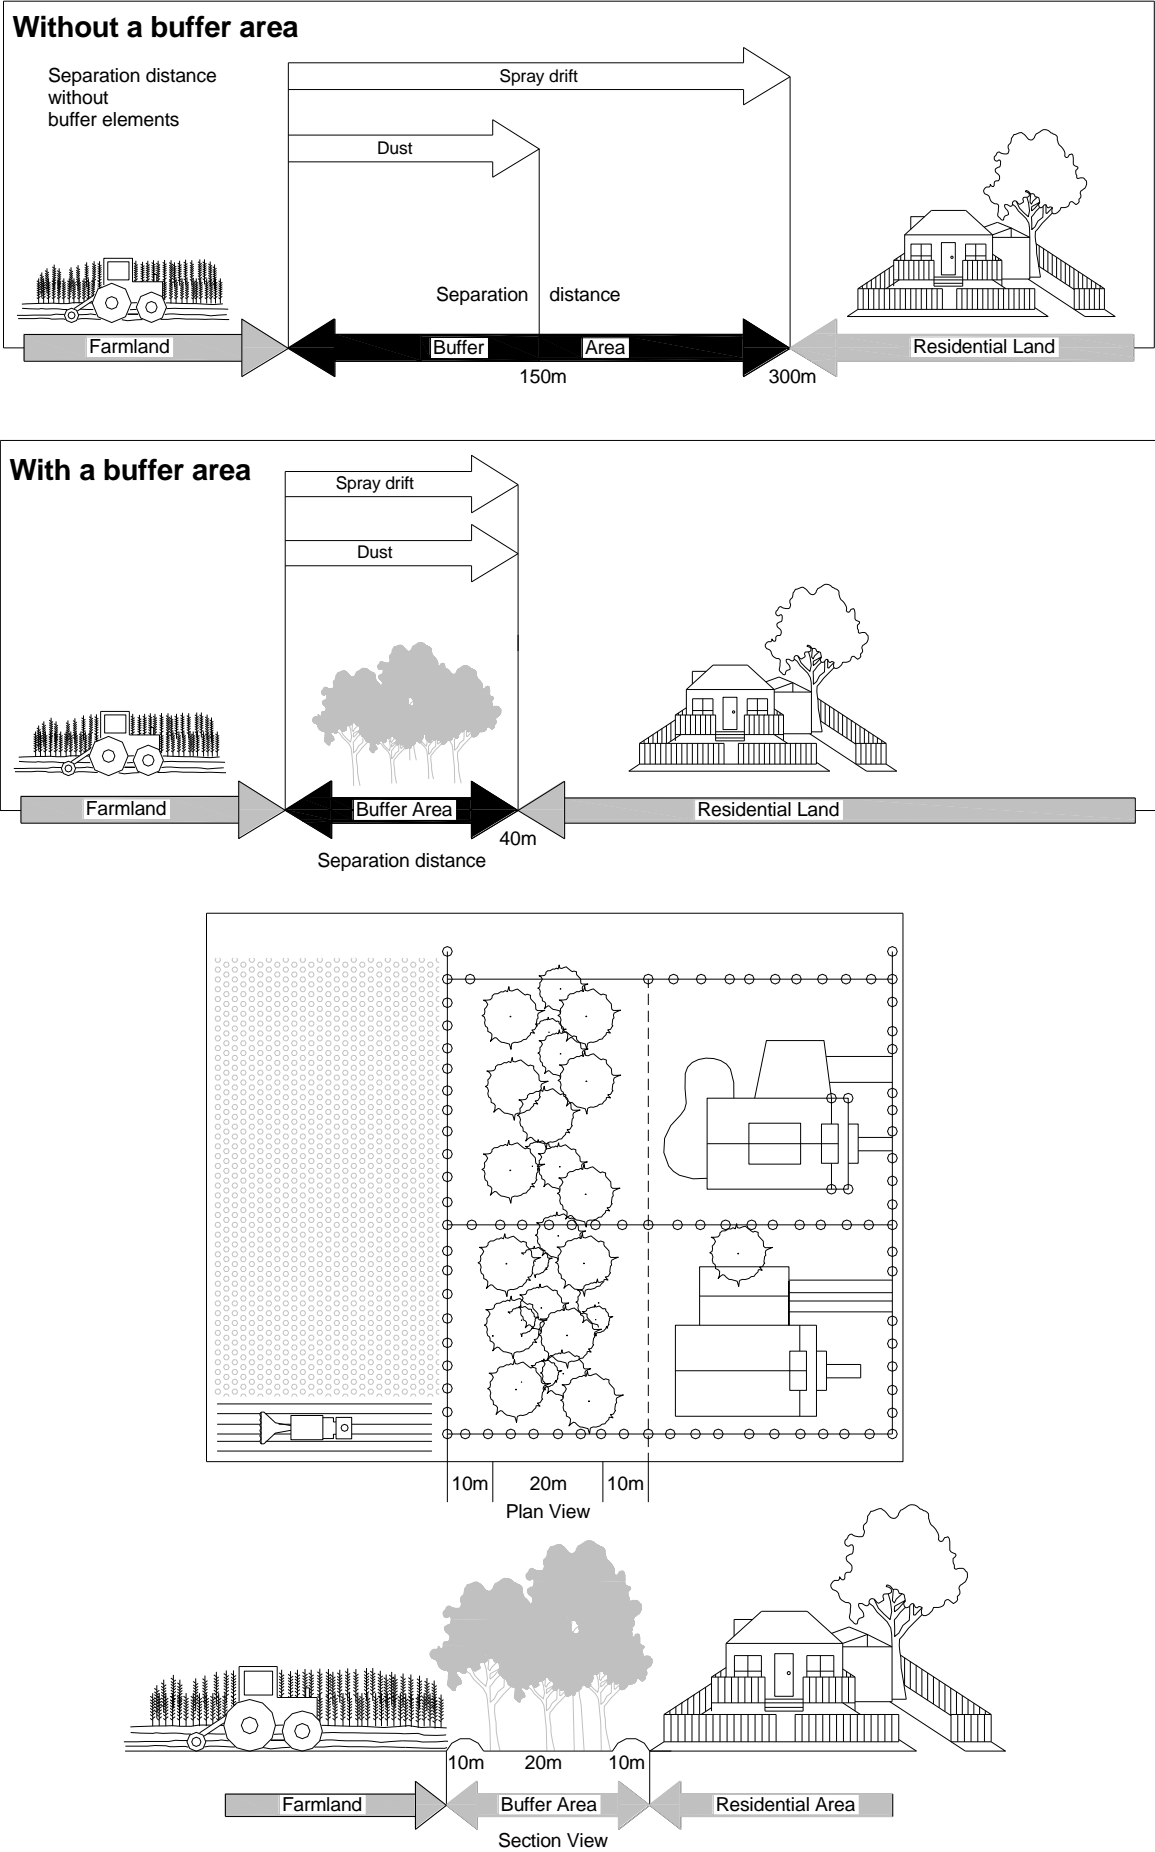 Without a buffer area
Separation distance
without
buffer elements
Spray drift
Dust
Separation distance
Farmland
Buffer Area
Residential Land
150m
300m
With a buffer area
Spray drift
Dust
Farmland
Buffer Area
Residential Land
40m
Separation distance
10m 20m 10m
Plan View
10m 20m 10m
Farmland
Buffer Area
Residential Area
Section View